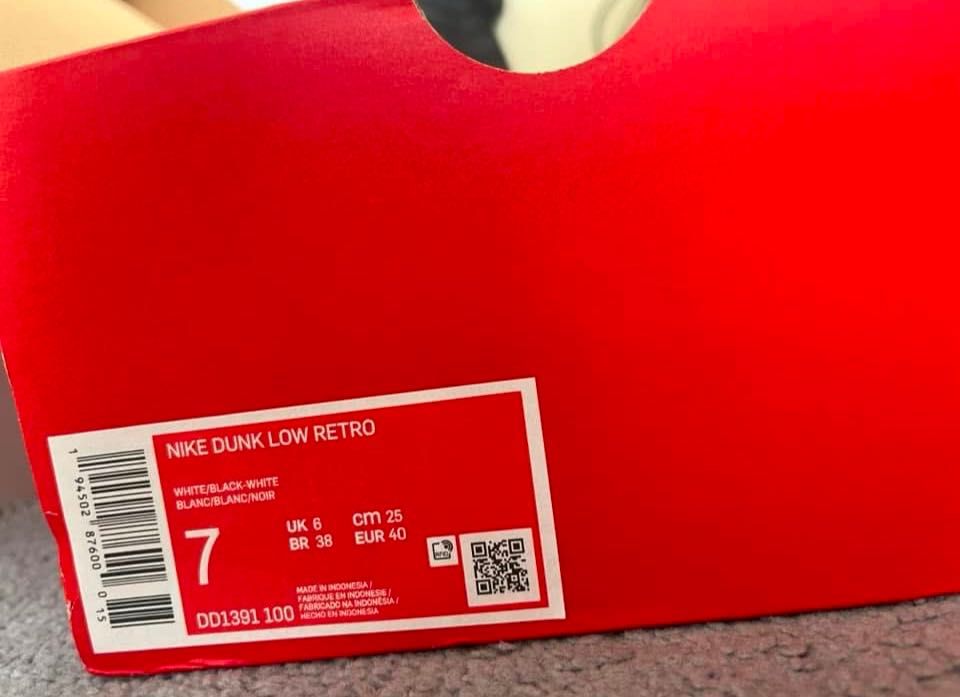 NIKE DUNK LOW RETRO
WHITE/BLACK-WHITE
BLANC/BLANC/NOIR
7
UK 6 cm 25
BR 38 EUR 40
MADE IN INDONESIA /
FABRIQUE EN INDONESIE /
FABRICADO NA INDONÉSIA /
HECHO EN INDONESIA
DD1391 100
RFID
1 94502 87600 0 15